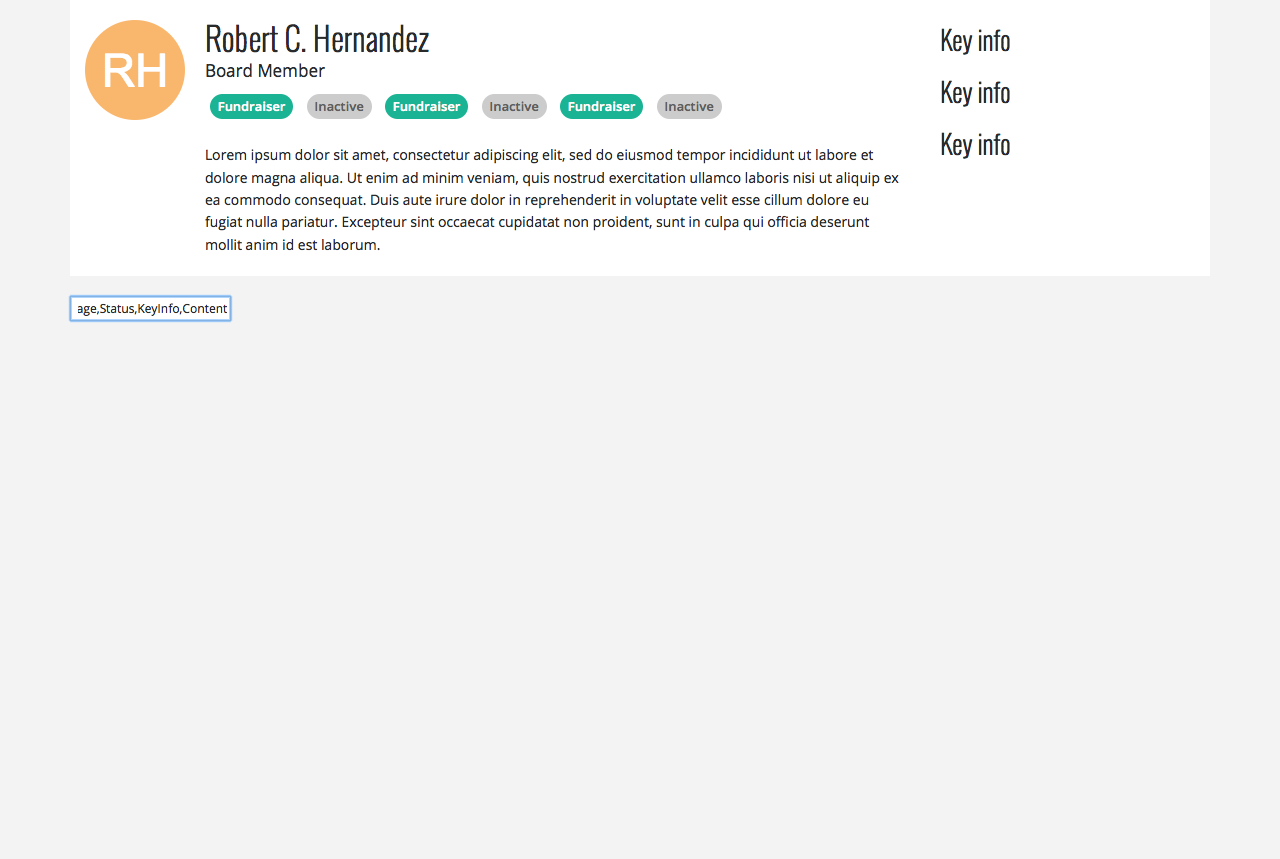 RH
Robert C. Hernandez
Board Member
Fundraiser Inactive Fundraiser Inactive Fundraiser Inactive
Lorem ipsum dolor sit amet, consectetur adipiscing elit, sed do eiusmod tempor incididunt ut labore et
dolore magna aliqua. Ut enim ad minim veniam, quis nostrud exercitation ullamco laboris nisi ut aliquip ex
ea commodo consequat. Duis aute irure dolor in reprehenderit in voluptate velit esse cillum dolore eu
fugiat nulla pariatur. Excepteur sint occaecat cupidatat non proident, sunt in culpa qui officia deserunt
mollit anim id est laborum.
Key info
Key info
Key info
age,Status,KeyInfo,Content